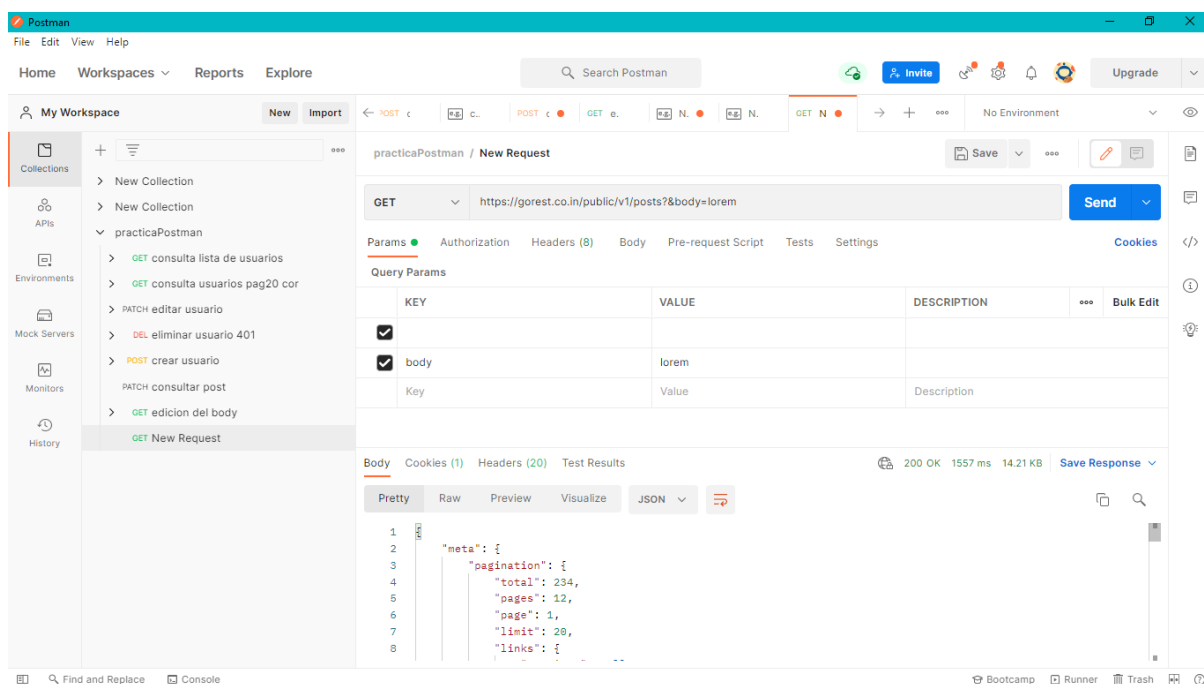 Postman
File Edit View Help
Home Workspaces Reports Explore Search Postman Invite Upgrade
My Workspace New Import POST c e.g. C.. POST c GET e. e.g. N. e.g. N. GET N No Environment
Collections
APIs
Environments
Mock Servers
Monitors
History
New Collection
New Collection
practicaPostman
GET consulta lista de usuarios
GET consulta usuarios pag20 cor
PATCH editar usuario
DEL eliminar usuario 401
POST crear usuario
PATCH consultar post
GET edicion del body
GET New Request
practicaPostman / New Request Save
GET https://gorest.co.in/public/v1/posts?&body=lorem Send
Params Authorization Headers (8) Body Pre-request Script Tests Settings Cookies
Query Params
KEY VALUE DESCRIPTION Bulk Edit
body lorem
Key Value Description
Body Cookies (1) Headers (20) Test Results 200 OK 1557 ms 14.21 KB Save Response
Pretty Raw Preview Visualize JSON
1 {
2 "meta": {
3 "pagination": {
4 "total": 234,
5 "pages": 12,
6 "page": 1,
7 "limit": 20,
8 "links": {
Find and Replace Console Bootcamp Runner Trash